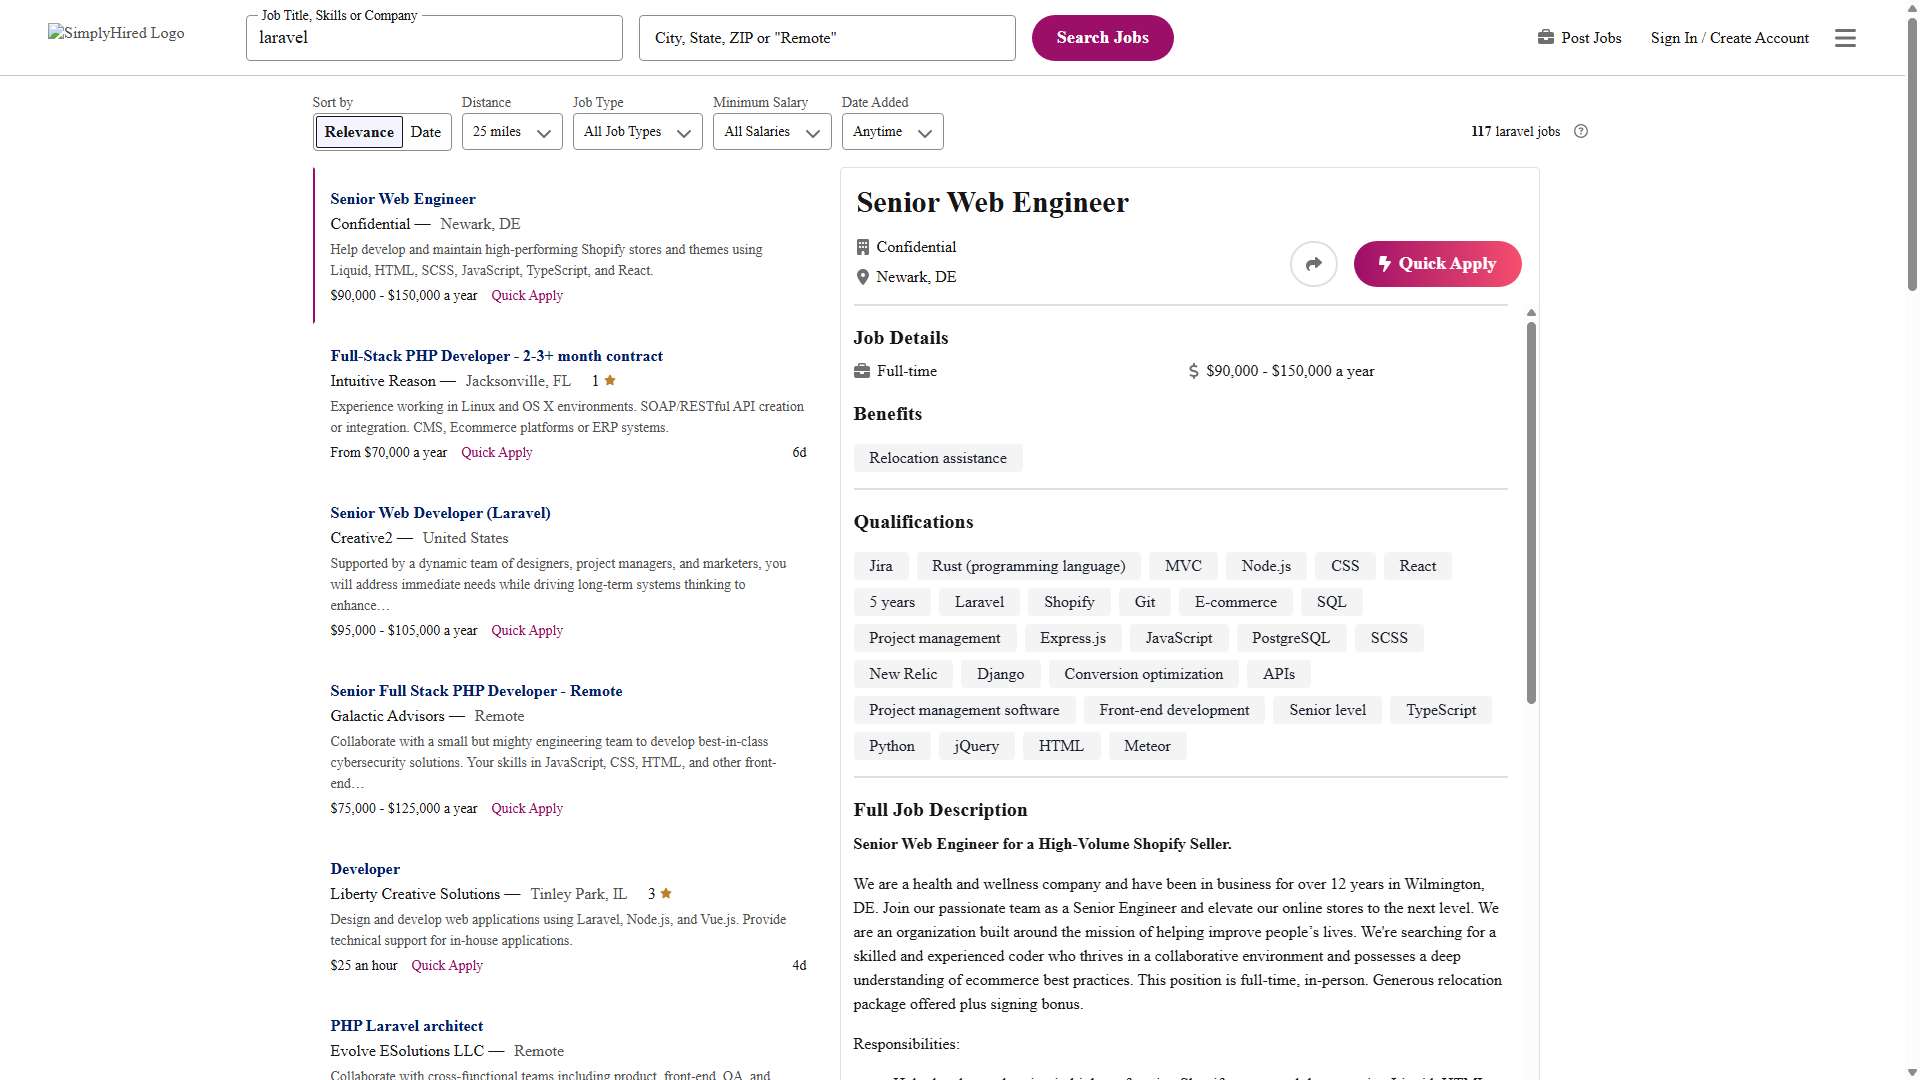 SimplyHired Logo
Job Title, Skills or Company
laravel
City, State, ZIP or "Remote"
Search Jobs
Post Jobs
Sign In / Create Account
Sort by
Relevance
Date
Distance
25 miles
Job Type
All Job Types
Minimum Salary
All Salaries
Date Added
Anytime
117 laravel jobs
Senior Web Engineer
Confidential — Newark, DE
Help develop and maintain high-performing Shopify stores and themes using
Liquid, HTML, SCSS, JavaScript, TypeScript, and React.
$90,000 - $150,000 a year Quick Apply
Full-Stack PHP Developer - 2-3+ month contract
Intuitive Reason — Jacksonville, FL 1
Experience working in Linux and OS X environments. SOAP/RESTful API creation
or integration. CMS, Ecommerce platforms or ERP systems.
From $70,000 a year Quick Apply 6d
Senior Web Developer (Laravel)
Creative2 — United States
Supported by a dynamic team of designers, project managers, and marketers, you
will address immediate needs while driving long-term systems thinking to
enhance…
$95,000 - $105,000 a year Quick Apply
Senior Full Stack PHP Developer - Remote
Galactic Advisors — Remote
Collaborate with a small but mighty engineering team to develop best-in-class
cybersecurity solutions. Your skills in JavaScript, CSS, HTML, and other front-
end…
$75,000 - $125,000 a year Quick Apply
Developer
Liberty Creative Solutions — Tinley Park, IL 3
Design and develop web applications using Laravel, Node.js, and Vue.js. Provide
technical support for in-house applications.
$25 an hour Quick Apply 4d
PHP Laravel architect
Evolve ESolutions LLC — Remote
Collaborate with cross-functional teams including product, front-end, QA, and
Senior Web Engineer
Confidential
Newark, DE
Quick Apply
Job Details
Full-time
$90,000 - $150,000 a year
Benefits
Relocation assistance
Qualifications
Jira Rust (programming language) MVC Node.js CSS React
5 years Laravel Shopify Git E-commerce SQL
Project management Express.js JavaScript PostgreSQL SCSS
New Relic Django Conversion optimization APIs
Project management software Front-end development Senior level TypeScript
Python jQuery HTML Meteor
Full Job Description
Senior Web Engineer for a High-Volume Shopify Seller.
We are a health and wellness company and have been in business for over 12 years in Wilmington,
DE. Join our passionate team as a Senior Engineer and elevate our online stores to the next level. We
are an organization built around the mission of helping improve people’s lives. We're searching for a
skilled and experienced coder who thrives in a collaborative environment and possesses a deep
understanding of ecommerce best practices. This position is full-time, in-person. Generous relocation
package offered plus signing bonus.
Responsibilities: